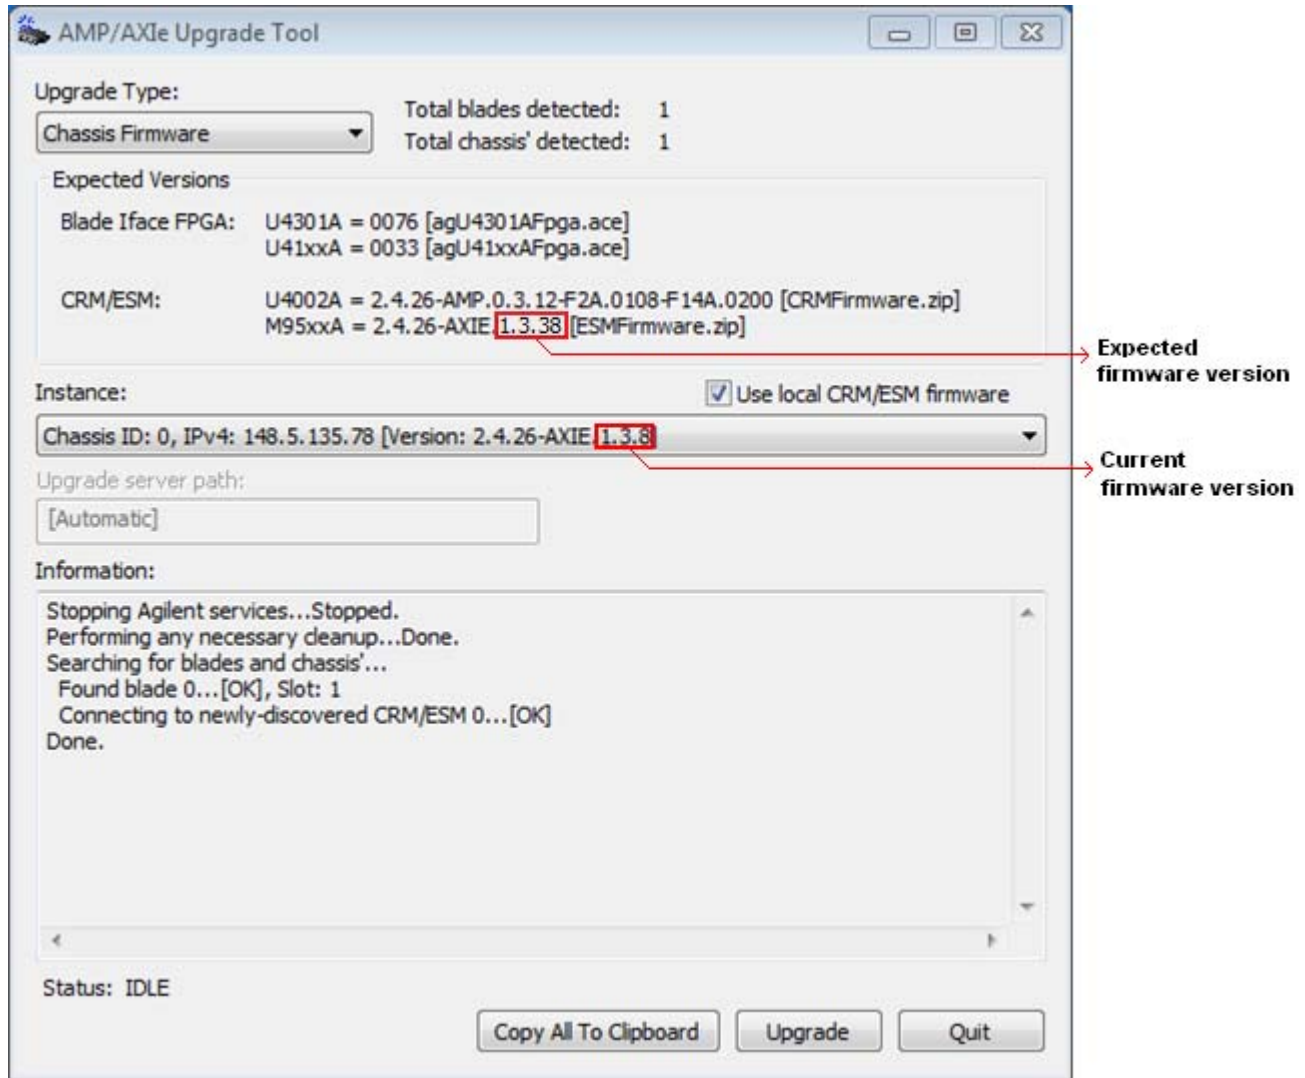 AMP/AXIe Upgrade Tool
Upgrade Type:
Chassis Firmware
Total blades detected: 1
Total chassis' detected: 1
Expected Versions
Blade Iface FPGA: U4301A = 0076 [agU4301AFpga.ace]
U41xxA = 0033 [agU41xxAFpga.ace]
CRM/ESM: U4002A = 2.4.26-AMP.0.3.12-F2A.0108-F14A.0200 [CRMFirmware.zip]
M95xxA = 2.4.26-AXIE.1.3.38 [ESMFirmware.zip]
Expected
firmware version
Instance:
Use local CRM/ESM firmware
Chassis ID: 0, IPv4: 148.5.135.78 [Version: 2.4.26-AXIE.1.3.8]
Current
firmware version
Upgrade server path:
[Automatic]
Information:
Stopping Agilent services...Stopped.
Performing any necessary cleanup...Done.
Searching for blades and chassis'...
Found blade 0...[OK], Slot: 1
Connecting to newly-discovered CRM/ESM 0...[OK]
Done.
Status: IDLE
Copy All To Clipboard
Upgrade
Quit